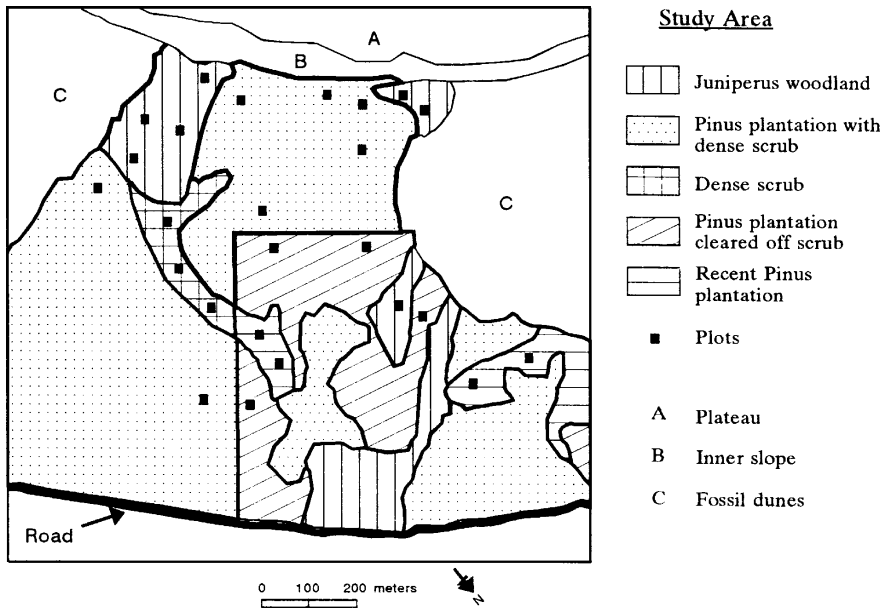 A
B
C
C
Road
0 100 200 meters
N
Study Area
Juniperus woodland
Pinus plantation with
dense scrub
Dense scrub
Pinus plantation
cleared off scrub
Recent Pinus
plantation
Plots
A Plateau
B Inner slope
C Fossil dunes